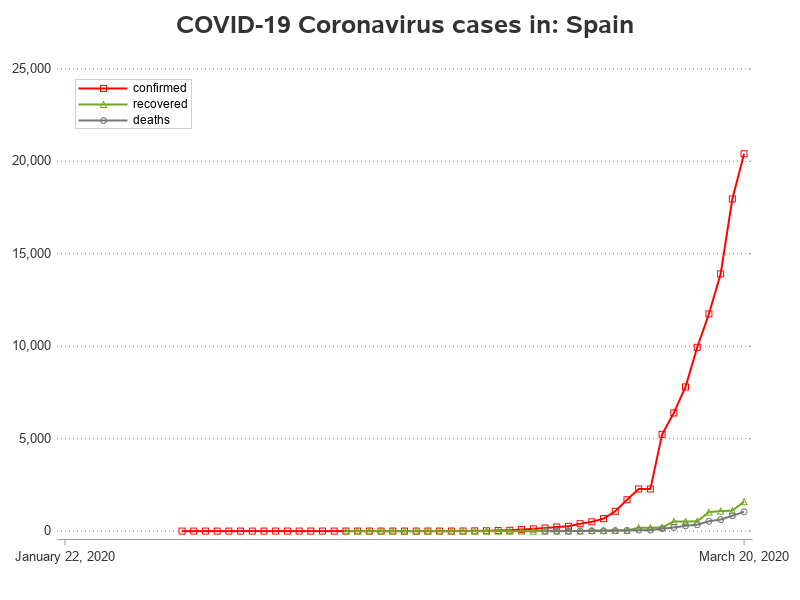 COVID-19 Coronavirus cases in: Spain
25,000
confirmed
recovered
deaths
20,000
15,000
10,000
5,000
0
January 22, 2020
March 20, 2020